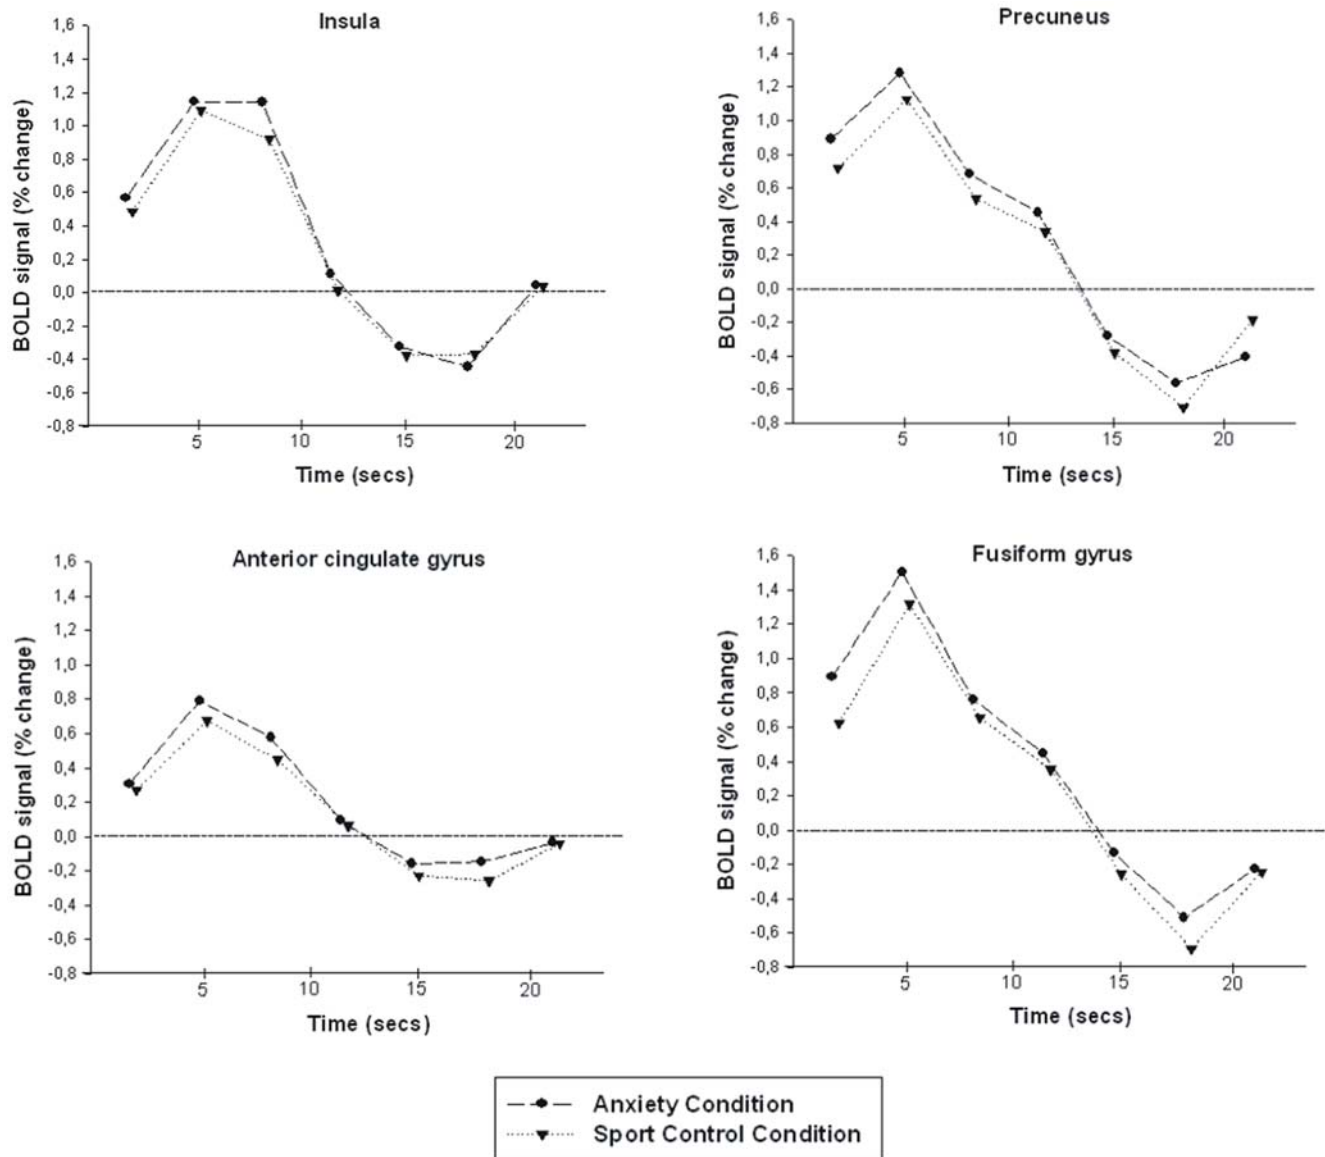 Insula
1,6
1,4
1,2
1,0
0,8
0,6
0,4
0,2
0,0
-0,2
-0,4
-0,6
-0,8
BOLD signal (% change)
5 10 15 20
Time (secs)
Precuneus
1,6
1,4
1,2
1,0
0,8
0,6
0,4
0,2
0,0
-0,2
-0,4
-0,6
-0,8
BOLD signal (% change)
5 10 15 20
Time (secs)
Anterior cingulate gyrus
1,6
1,4
1,2
1,0
0,8
0,6
0,4
0,2
0,0
-0,2
-0,4
-0,6
-0,8
BOLD signal (% change)
5 10 15 20
Time (secs)
Fusiform gyrus
1,6
1,4
1,2
1,0
0,8
0,6
0,4
0,2
0,0
-0,2
-0,4
-0,6
-0,8
BOLD signal (% change)
5 10 15 20
Time (secs)
Anxiety Condition
Sport Control Condition